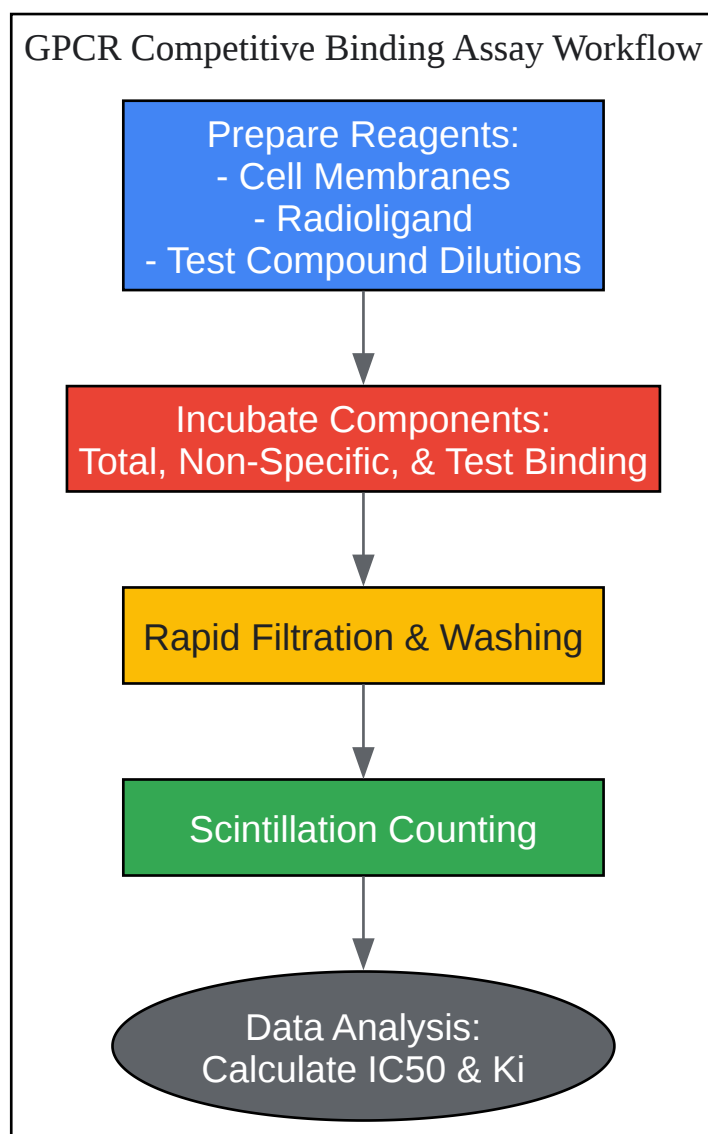 GPCR Competitive Binding Assay Workflow
Prepare Reagents:
- Cell Membranes
- Radioligand
- Test Compound Dilutions
Incubate Components:
Total, Non-Specific, & Test Binding
Rapid Filtration & Washing
Scintillation Counting
Data Analysis:
Calculate IC50 & Ki